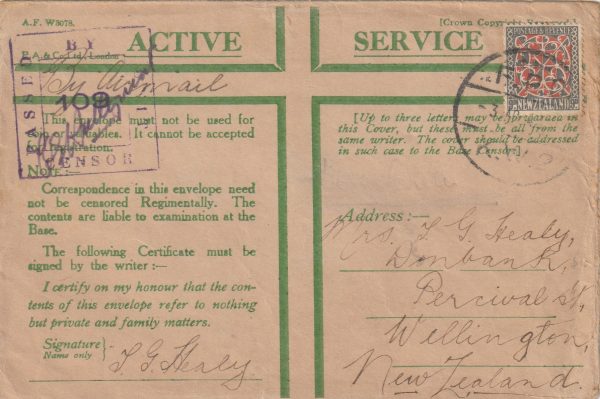 A.F. W3078.
[Crown Copyright Reserved.]
P.A & Co. Ltd., London
ACTIVE SERVICE
PASSED BY
109
CENSOR
By Airmail
This envelope must not be used for
coin or valuables. It cannot be accepted
for registration.
NOTE:—
Correspondence in this envelope need
not be censored Regimentally. The
contents are liable to examination at the
Base.
The following Certificate must be
signed by the writer :—
I certify on my honour that the con-
tents of this envelope refer to nothing
but private and family matters.
Signature }
Name only
T. G. Healy
POSTAGE & REVENUE
NEW ZEALAND
[Up to three letters may be forwarded in
this Cover, but these must be all from the
same writer. The cover should be addressed
in such case to the Base Censor.]
Address :—
Mrs. T. G. Healy,
Dunbank,
Percival St,
Wellington,
New Zealand.